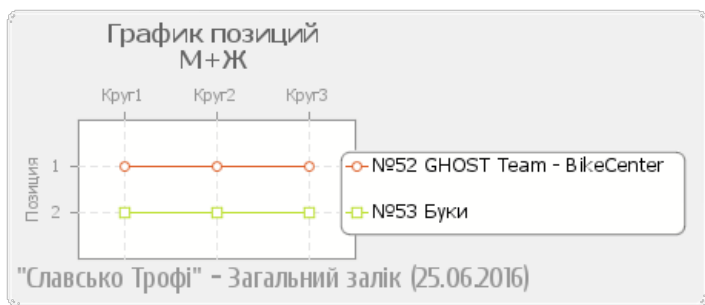 График позиций
М+Ж
Круг1 Круг2 Круг3
Позиция
1
2
№52 GHOST Team - BikeCenter
№53 Буки
"Славсько Трофі" - Загальний залік (25.06.2016)